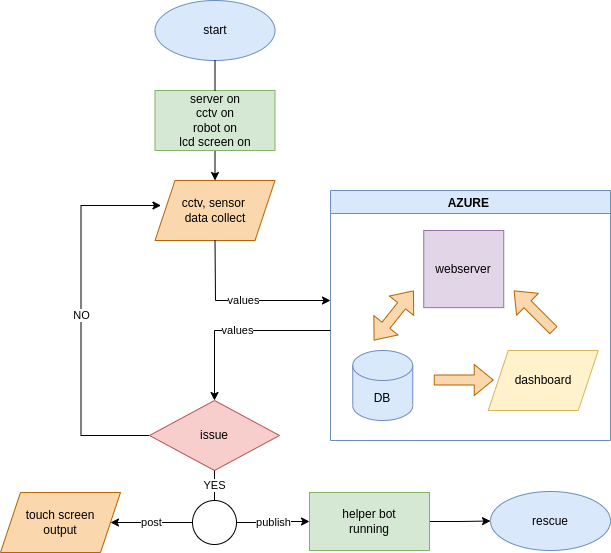 start
server on
cctv on
robot on
lcd screen on
cctv, sensor
data collect
AZURE
webserver
values
NO
values
DB
dashboard
issue
YES
touch screen
output
post
publish
helper bot
running
rescue